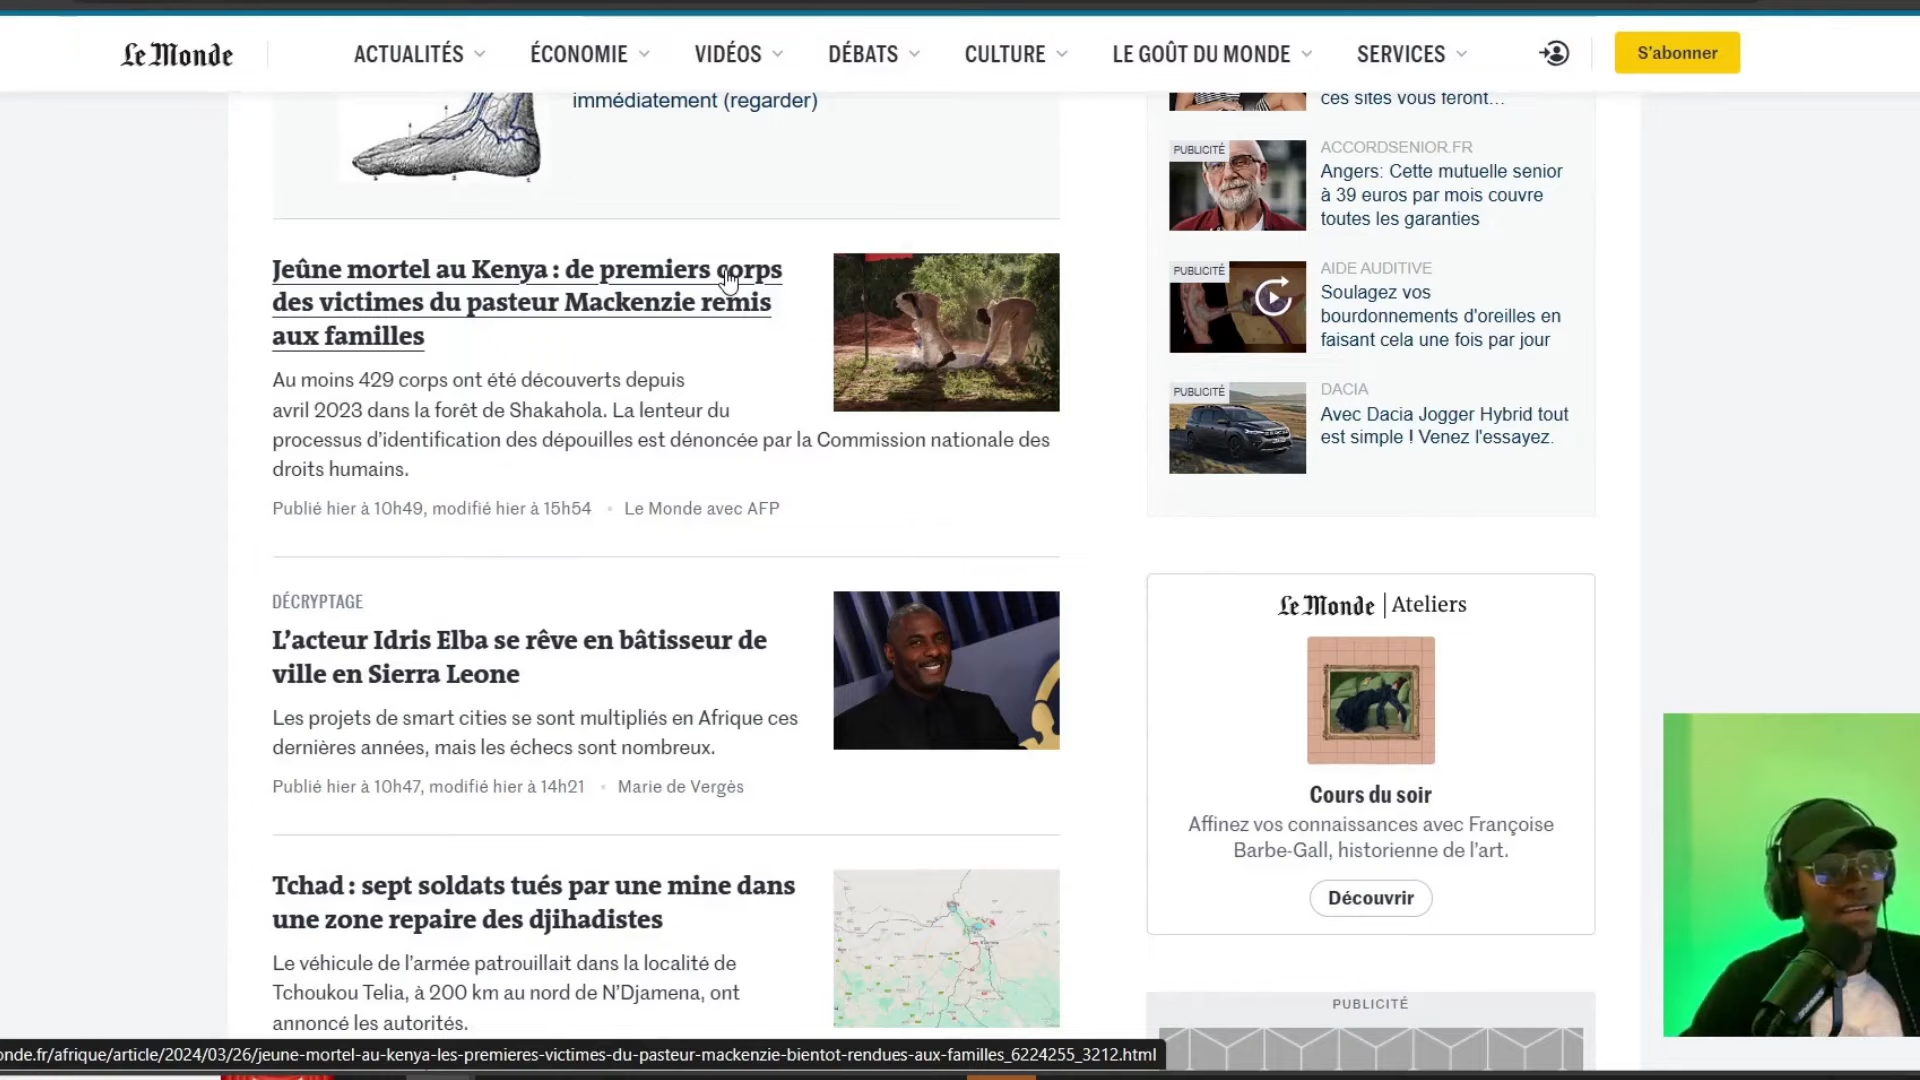 Le Monde
ACTUALITÉS
ÉCONOMIE
VIDÉOS
DÉBATS
CULTURE
LE GOÛT DU MONDE
SERVICES
S'abonner
immédiatement (regarder)
Jeûne mortel au Kenya : de premiers corps
des victimes du pasteur Mackenzie remis
aux familles
Au moins 429 corps ont été découverts depuis
avril 2023 dans la forêt de Shakahola. La lenteur du
processus d’identification des dépouilles est dénoncée par la Commission nationale des
droits humains.
Publié hier à 10h49, modifié hier à 15h54 • Le Monde avec AFP
DÉCRYPTAGE
L’acteur Idris Elba se rêve en bâtisseur de
ville en Sierra Leone
Les projets de smart cities se sont multipliés en Afrique ces
dernières années, mais les échecs sont nombreux.
Publié hier à 10h47, modifié hier à 14h21 • Marie de Vergès
Tchad : sept soldats tués par une mine dans
une zone repaire des djihadistes
Le véhicule de l’armée patrouillait dans la localité de
Tchoukou Telia, à 200 km au nord de N’Djamena, ont
annoncé les autorités.
ces sites vous feront…
PUBLICITÉ
ACCORDSENIOR.FR
Angers: Cette mutuelle senior
à 39 euros par mois couvre
toutes les garanties
PUBLICITÉ
AIDE AUDITIVE
Soulagez vos
bourdonnements d'oreilles en
faisant cela une fois par jour
PUBLICITÉ
DACIA
Avec Dacia Jogger Hybrid tout
est simple ! Venez l'essayez.
Le Monde | Ateliers
Cours du soir
Affinez vos connaissances avec Françoise
Barbe-Gall, historienne de l’art.
Découvrir
PUBLICITÉ
onde.fr/afrique/article/2024/03/26/jeune-mortel-au-kenya-les-premieres-victimes-du-pasteur-mackenzie-bientot-rendues-aux-familles_6224255_3212.html